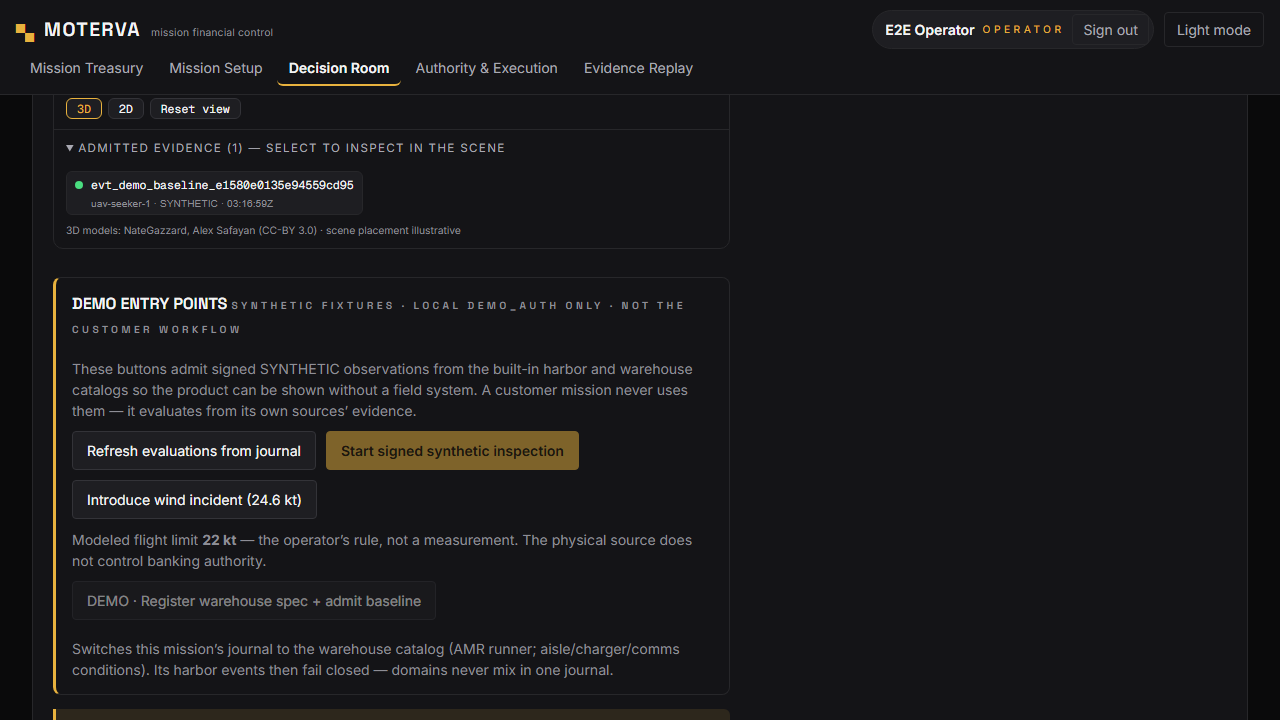 MOTERVA mission financial control
E2E Operator OPERATOR Sign out Light mode
Mission Treasury Mission Setup Decision Room Authority & Execution Evidence Replay
3D 2D Reset view
▼ ADMITTED EVIDENCE (1) — SELECT TO INSPECT IN THE SCENE
evt_demo_baseline_e1580e0135e94559cd95
uav-seeker-1 · SYNTHETIC · 03:16:59Z
3D models: NateGazzard, Alex Safayan (CC-BY 3.0) · scene placement illustrative
DEMO ENTRY POINTS SYNTHETIC FIXTURES · LOCAL DEMO_AUTH ONLY · NOT THE
CUSTOMER WORKFLOW
These buttons admit signed SYNTHETIC observations from the built-in harbor and warehouse
catalogs so the product can be shown without a field system. A customer mission never uses
them — it evaluates from its own sources’ evidence.
Refresh evaluations from journal Start signed synthetic inspection
Introduce wind incident (24.6 kt)
Modeled flight limit 22 kt — the operator’s rule, not a measurement. The physical source does
not control banking authority.
DEMO · Register warehouse spec + admit baseline
Switches this mission’s journal to the warehouse catalog (AMR runner; aisle/charger/comms
conditions). Its harbor events then fail closed — domains never mix in one journal.